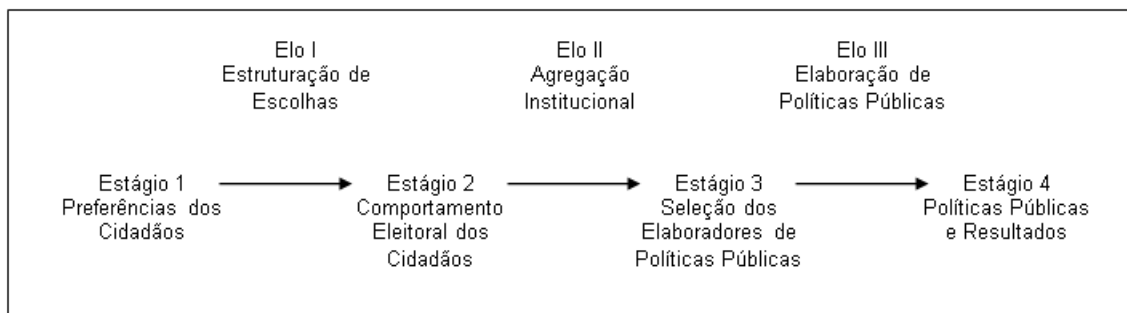 Elo I
Estruturação de
Escolhas
Elo II
Agregação
Institucional
Elo III
Elaboração de
Políticas Públicas
Estágio 1
Preferências dos
Cidadãos
Estágio 2
Comportamento
Eleitoral dos
Cidadãos
Estágio 3
Seleção dos
Elaboradores de
Políticas Públicas
Estágio 4
Políticas Públicas
e Resultados